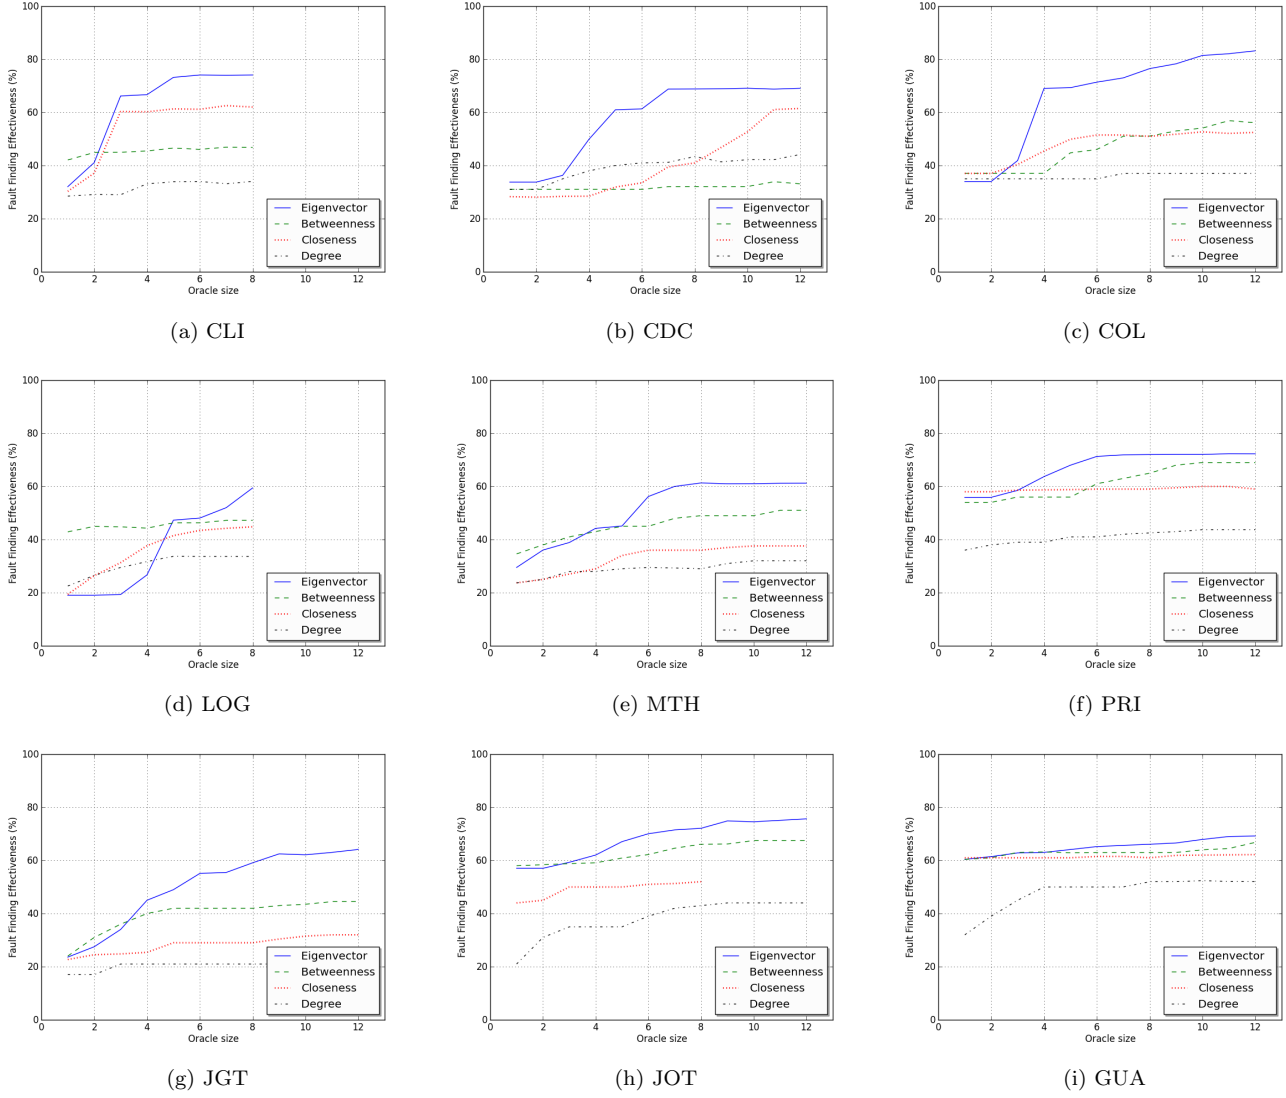 100
80
60
40
20
0
Fault Finding Effectiveness (%)
Eigenvector
Betweenness
Closeness
Degree
0 2 4 6 8 10 12
Oracle size
(a) CLI
100
80
60
40
20
0
Fault Finding Effectiveness (%)
Eigenvector
Betweenness
Closeness
Degree
0 2 4 6 8 10 12
Oracle size
(b) CDC
100
80
60
40
20
0
Fault Finding Effectiveness (%)
Eigenvector
Betweenness
Closeness
Degree
0 2 4 6 8 10 12
Oracle size
(c) COL
100
80
60
40
20
0
Fault Finding Effectiveness (%)
Eigenvector
Betweenness
Closeness
Degree
0 2 4 6 8 10 12
Oracle size
(d) LOG
100
80
60
40
20
0
Fault Finding Effectiveness (%)
Eigenvector
Betweenness
Closeness
Degree
0 2 4 6 8 10 12
Oracle size
(e) MTH
100
80
60
40
20
0
Fault Finding Effectiveness (%)
Eigenvector
Betweenness
Closeness
Degree
0 2 4 6 8 10 12
Oracle size
(f) PRI
100
80
60
40
20
0
Fault Finding Effectiveness (%)
Eigenvector
Betweenness
Closeness
Degree
0 2 4 6 8 10 12
Oracle size
(g) JGT
100
80
60
40
20
0
Fault Finding Effectiveness (%)
Eigenvector
Betweenness
Closeness
Degree
0 2 4 6 8 10 12
Oracle size
(h) JOT
100
80
60
40
20
0
Fault Finding Effectiveness (%)
Eigenvector
Betweenness
Closeness
Degree
0 2 4 6 8 10 12
Oracle size
(i) GUA